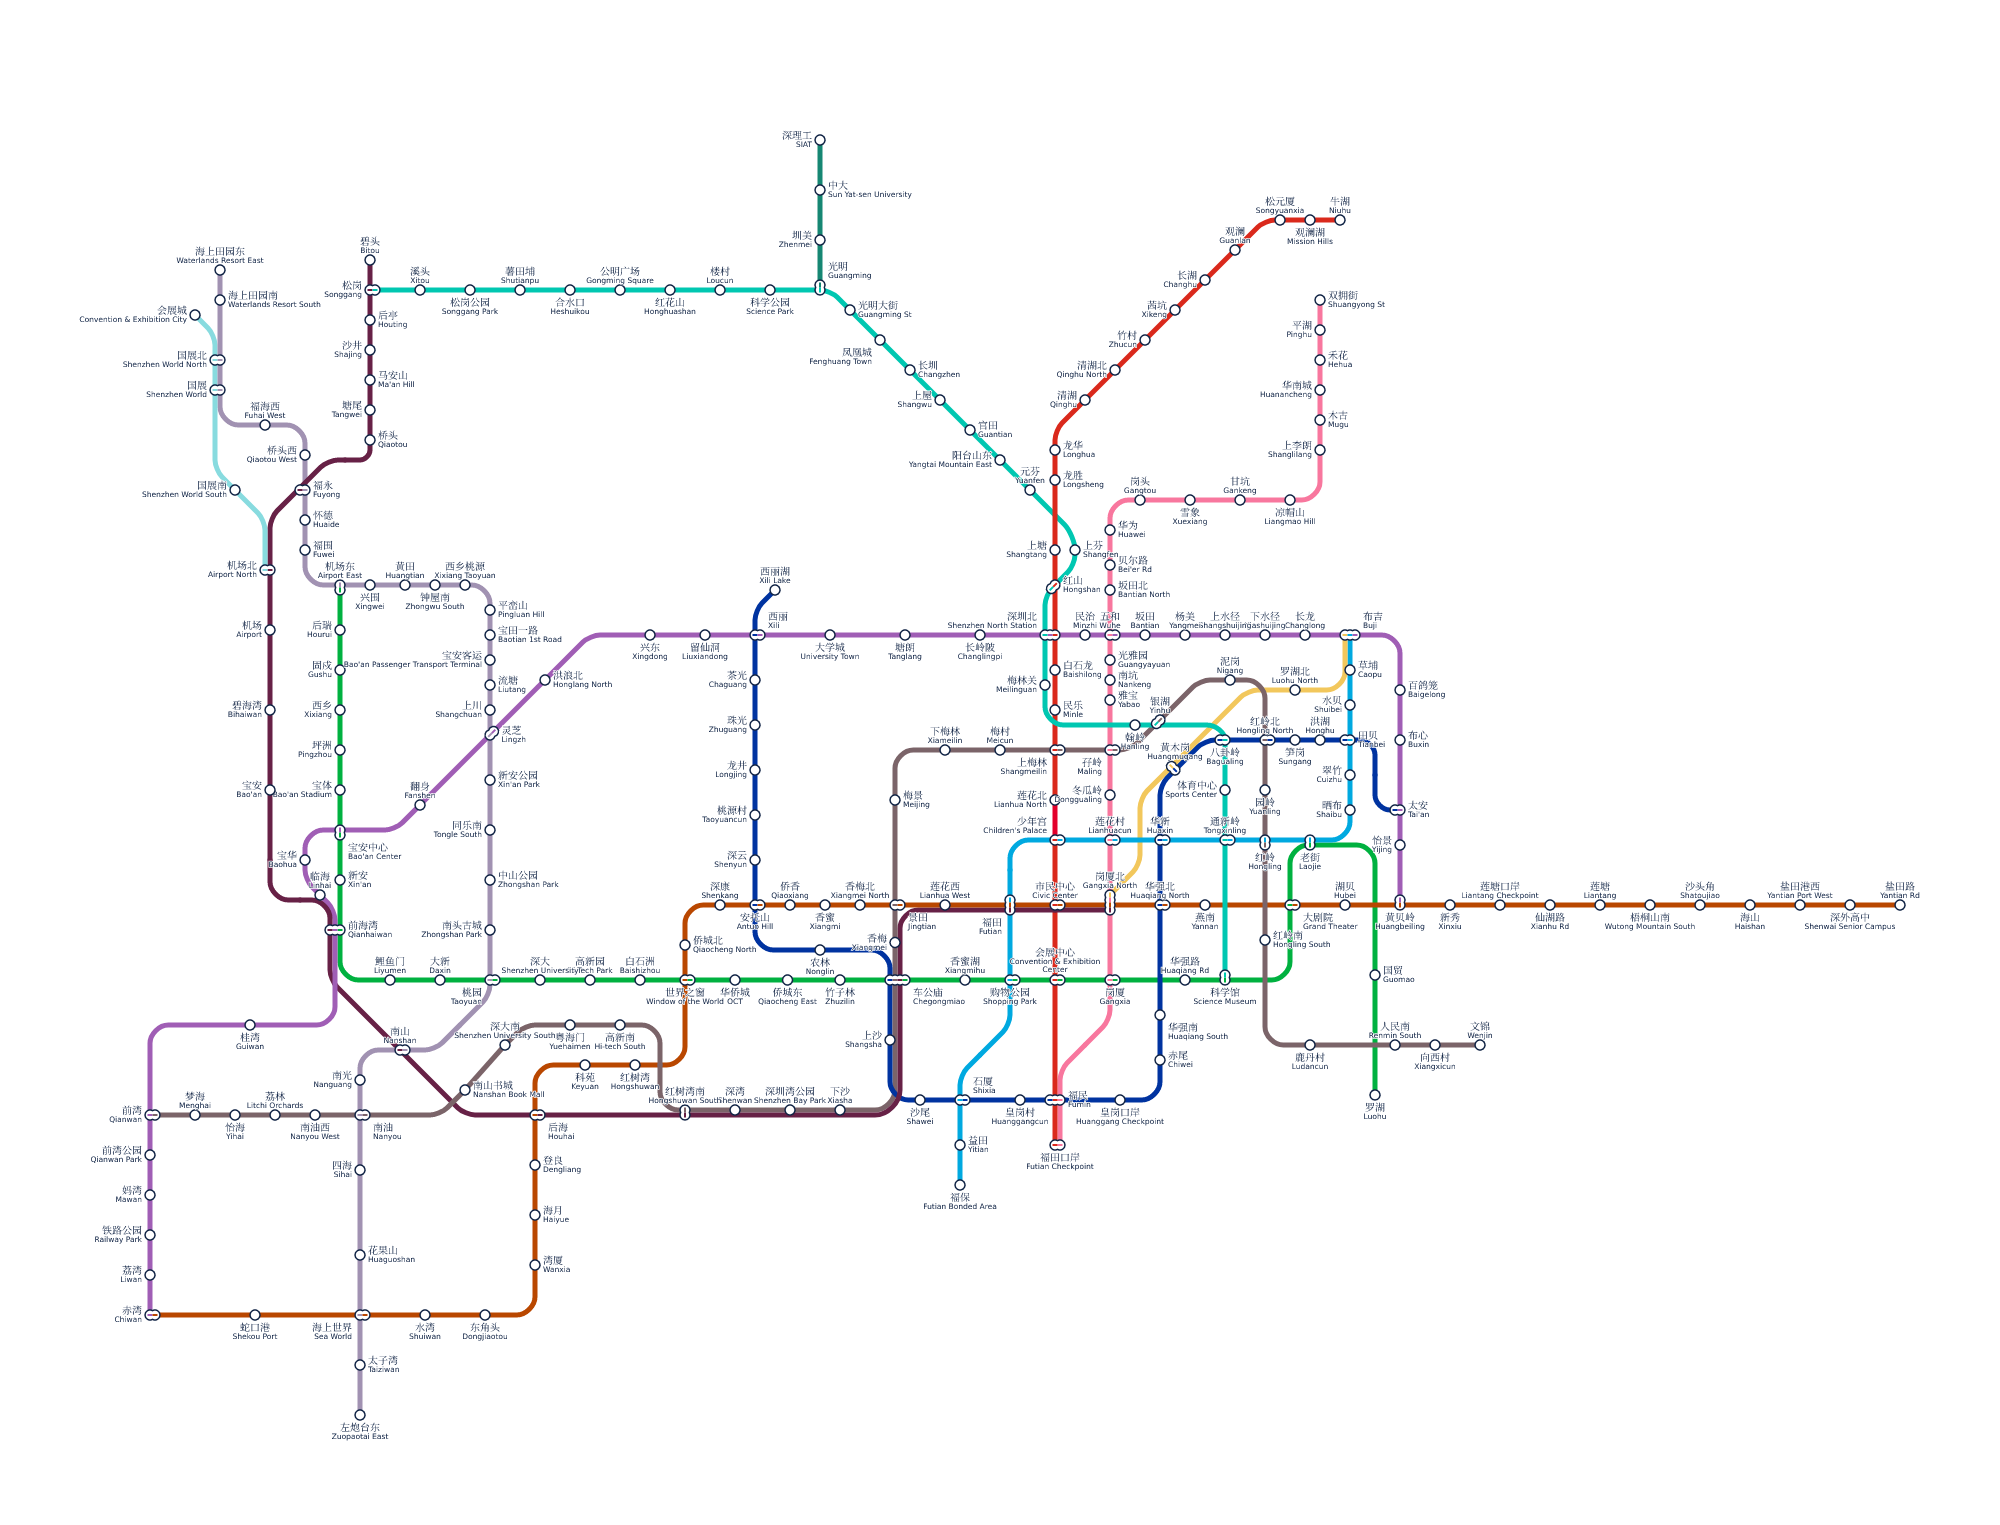 深理工
SIAT
中大
Sun Yat-sen University
圳美
Zhenmei
光明
Guangming
松元厦
Songyuanxia
牛湖
Niuhu
观澜湖
Mission Hills
观澜
Guanlan
长湖
Changhu
茜坑
Xikeng
竹村
Zhucun
清湖北
Qinghu North
清湖
Qinghu
龙华
Longhua
龙胜
Longsheng
上塘
Shangtang
上芬
Shangfen
红山
Hongshan
双拥街
Shuangyong St
平湖
Pinghu
禾花
Hehua
华南城
Huanancheng
木古
Mugu
上李朗
Shanglilang
岗头
Gangtou
雪象
Xuexiang
甘坑
Gankeng
凉帽山
Liangmao Hill
华为
Huawei
贝尔路
Bei'er Rd
坂田北
Bantian North
海上田园东
Waterlands Resort East
海上田园南
Waterlands Resort South
会展城
Convention & Exhibition City
国展北
Shenzhen World North
国展
Shenzhen World
福海西
Fuhai West
桥头西
Qiaotou West
国展南
Shenzhen World South
碧头
Bitou
松岗
Songgang
后亭
Houting
沙井
Shajing
马安山
Ma'an Hill
塘尾
Tangwei
桥头
Qiaotou
溪头
Xitou
松岗公园
Songgang Park
薯田埔
Shutianpu
合水口
Heshuikou
公明广场
Gongming Square
红花山
Honghuashan
楼村
Loucun
科学公园
Science Park
光明大街
Guangming St
凤凰城
Fenghuang Town
长圳
Changzhen
上屋
Shangwu
官田
Guantian
阳台山东
Yangtai Mountain East
元芬
Yuanfen
福永
Fuyong
怀德
Huaide
福围
Fuwei
机场北
Airport North
机场东
Airport East
兴围
Xingwei
黄田
Huangtian
钟屋南
Zhongwu South
西乡桃源
Xixiang Taoyuan
平峦山
Pingluan Hill
宝田一路
Baotian 1st Road
宝安客运
Bao'an Passenger Transport Terminal
流塘
Liutang
上川
Shangchuan
灵芝
Lingzh
新安公园
Xin'an Park
同乐南
Tongle South
中山公园
Zhongshan Park
南头古城
Zhongshan Park
机场
Airport
碧海湾
Bihaiwan
宝安
Bao'an
后瑞
Hourui
固戍
Gushu
西乡
Xixiang
坪洲
Pingzhou
宝体
Bao'an Stadium
宝安中心
Bao'an Center
宝华
Baohua
临海
Linhai
新安
Xin'an
前海湾
Qianhaiwan
翻身
Fanshen
洪浪北
Honglang North
兴东
Xingdong
留仙洞
Liuxiandong
西丽湖
Xili Lake
西丽
Xili
大学城
University Town
塘朗
Tanglang
长岭陂
Changlingpi
深圳北
Shenzhen North Station
民治
Minzhi
五和
Wuhe
坂田
Bantian
杨美
Yangmei
上水径
Shangshuijing
下水径
Xiashuijing
长龙
Changlong
布吉
Buji
百鸽笼
Baigelong
布心
Buxin
太安
Tai'an
怡景
Yijing
茶光
Chaguang
珠光
Zhuguang
龙井
Longjing
桃源村
Taoyuancun
深云
Shenyun
安托山
Antuo Hill
白石龙
Baishilong
梅林关
Meilinguan
民乐
Minle
光雅园
Guangyayuan
南坑
Nankeng
雅宝
Yabao
泥岗
Nigang
罗湖北
Luohu North
草埔
Caopu
水贝
Shuibei
银湖
Yinhu
翰岭
Hanling
下梅林
Xiameilin
梅村
Meicun
上梅林
Shangmeilin
孖岭
Maling
黄木岗
Huangmugang
八卦岭
Bagualing
红岭北
Hongling North
笋岗
Sungang
洪湖
Honghu
田贝
Tianbei
翠竹
Cuizhu
晒布
Shaibu
体育中心
Sports Center
园岭
Yuanling
梅景
Meijing
莲花北
Lianhua North
冬瓜岭
Donggualing
少年宫
Children's Palace
莲花村
Lianhuacun
华新
Huaxin
通新岭
Tongxinling
红岭
Hongling
老街
Laojie
深康
Shenkang
侨香
Qiaoxiang
香蜜
Xiangmi
香梅北
Xiangmei North
景田
Jingtian
莲花西
Lianhua West
福田
Futian
市民中心
Civic Center
岗厦北
Gangxia North
华强北
Huaqiang North
燕南
Yannan
大剧院
Grand Theater
湖贝
Hubei
黄贝岭
Huangbeiling
新秀
Xinxiu
莲塘口岸
Liantang Checkpoint
仙湖路
Xianhu Rd
莲塘
Liantang
梧桐山南
Wutong Mountain South
沙头角
Shatoujiao
海山
Haishan
盐田港西
Yantian Port West
深外高中
Shenwai Senior Campus
盐田路
Yantian Rd
侨城北
Qiaocheng North
农林
Nonglin
香梅
Xiangmei
红岭南
Hongling South
鲤鱼门
Liyumen
大新
Daxin
桃园
Taoyuan
深大
Shenzhen University
高新园
Hi-Tech Park
白石洲
Baishizhou
世界之窗
Window of the World
华侨城
OCT
侨城东
Qiaocheng East
竹子林
Zhuzilin
车公庙
Chegongmiao
香蜜湖
Xiangmihu
购物公园
Shopping Park
会展中心
Convention & Exhibition
Center
岗厦
Gangxia
华强路
Huaqiang Rd
科学馆
Science Museum
国贸
Guomao
罗湖
Luohu
桂湾
Guiwan
南山
Nanshan
深大南
Shenzhen University South
粤海门
Yuehaimen
高新南
Hi-tech South
科苑
Keyuan
红树湾
Hongshuwan
南山书城
Nanshan Book Mall
南光
Nanguang
上沙
Shangsha
华强南
Huaqiang South
赤尾
Chiwei
鹿丹村
Ludancun
人民南
Renmin South
向西村
Xiangxicun
文锦
Wenjin
前湾
Qianwan
梦海
Menghai
怡海
Yihai
荔林
Litchi Orchards
南油西
Nanyou West
南油
Nanyou
后海
Houhai
红树湾南
Hongshuwan South
深湾
Shenwan
深圳湾公园
Shenzhen Bay Park
下沙
Xiasha
沙尾
Shawei
石厦
Shixia
皇岗村
Huanggangcun
福民
Fumin
皇岗口岸
Huanggang Checkpoint
益田
Yitian
福保
Futian Bonded Area
福田口岸
Futian Checkpoint
前湾公园
Qianwan Park
妈湾
Mawan
铁路公园
Railway Park
荔湾
Liwan
赤湾
Chiwan
四海
Sihai
花果山
Huaguoshan
登良
Dengliang
海月
Haiyue
湾厦
Wanxia
蛇口港
Shekou Port
海上世界
Sea World
水湾
Shuiwan
东角头
Dongjiaotou
太子湾
Taiziwan
左炮台东
Zuopaotai East